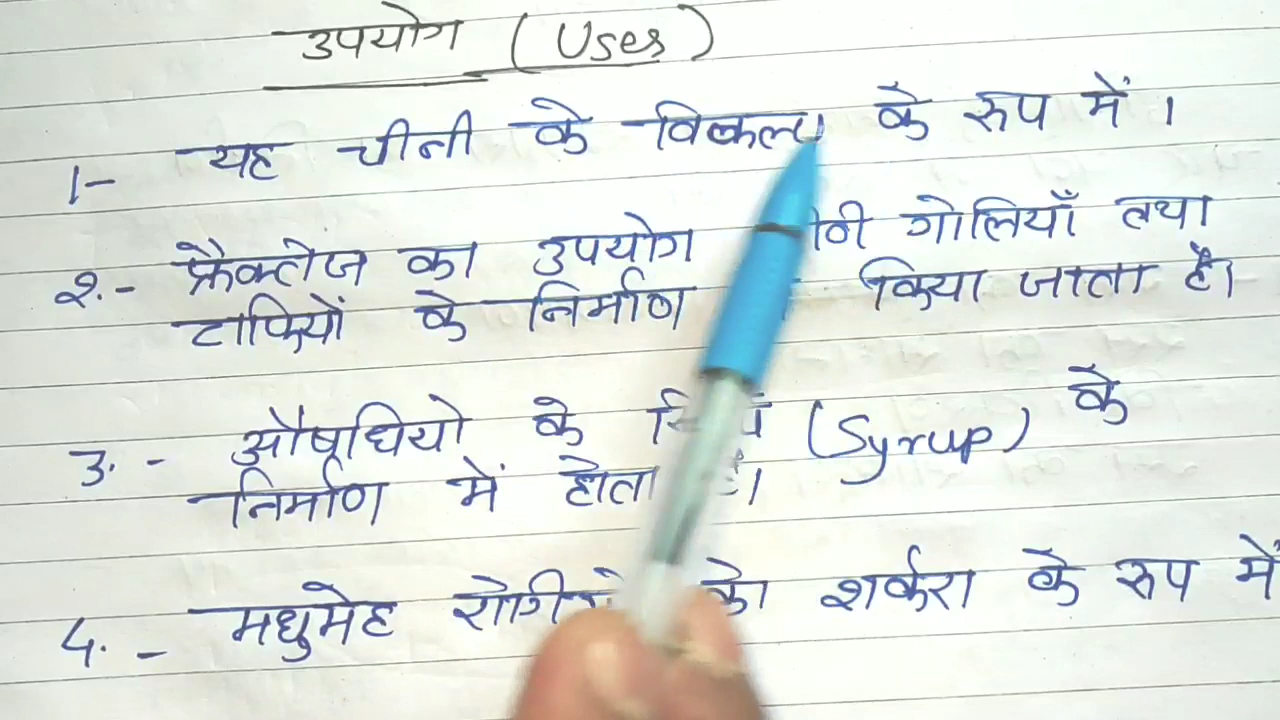 उपयोग (Uses)
1- यह चीनी के विकल्प के रूप में ।
2.- फ्रैक्टोज का उपयोग गोलियाँ तथा
टाफियों के निर्माण किया जाता है।
3. - औषधियो के (Syrup) के
निर्माण में होता है।
4. - मधुमेह को शर्करा के रूप में